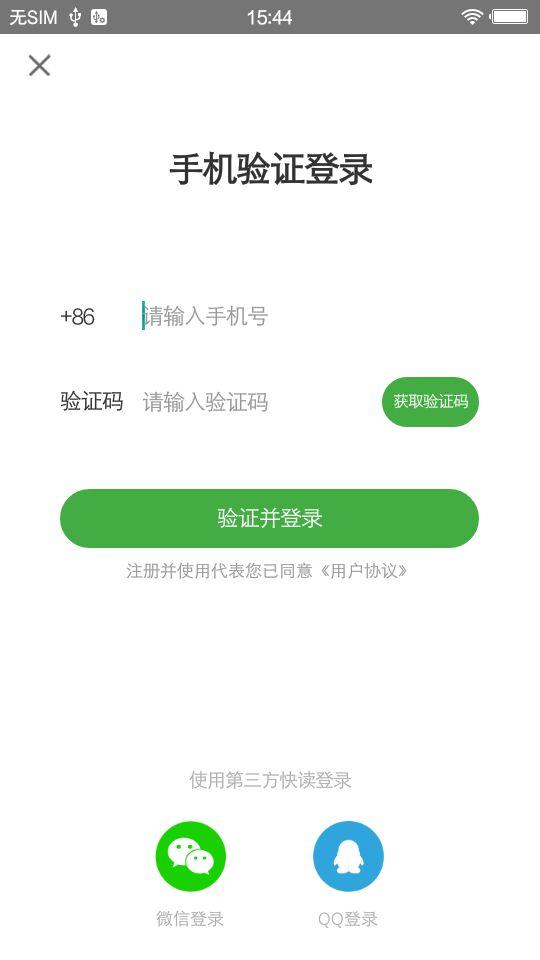 无SIM 15:44
手机验证登录
+86 请输入手机号
验证码 请输入验证码 获取验证码
验证并登录
注册并使用代表您已同意《用户协议》
使用第三方快读登录
微信登录 QQ登录